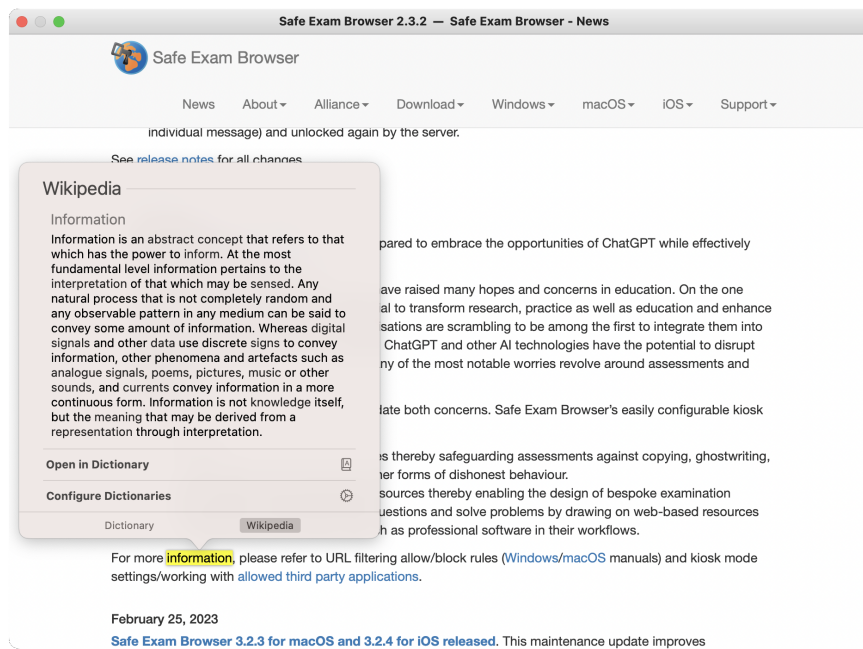 Safe Exam Browser 2.3.2 — Safe Exam Browser - News
Safe Exam Browser
News About Alliance Download Windows macOS iOS Support
individual message) and unlocked again by the server.
See release notes for all changes
Wikipedia
Information
Information is an abstract concept that refers to that
which has the power to inform. At the most
fundamental level information pertains to the
interpretation of that which may be sensed. Any
natural process that is not completely random and
any observable pattern in any medium can be said to
convey some amount of information. Whereas digital
signals and other data use discrete signs to convey
information, other phenomena and artefacts such as
analogue signals, poems, pictures, music or other
sounds, and currents convey information in a more
continuous form. Information is not knowledge itself,
but the meaning that may be derived from a
representation through interpretation.
Open in Dictionary
Configure Dictionaries
Dictionary Wikipedia
pared to embrace the opportunities of ChatGPT while effectively
ave raised many hopes and concerns in education. On the one
al to transform research, practice as well as education and enhance
sations are scrambling to be among the first to integrate them into
ChatGPT and other AI technologies have the potential to disrupt
ny of the most notable worries revolve around assessments and
date both concerns. Safe Exam Browser's easily configurable kiosk
es thereby safeguarding assessments against copying, ghostwriting,
er forms of dishonest behaviour.
sources thereby enabling the design of bespoke examination
uestions and solve problems by drawing on web-based resources
h as professional software in their workflows.
For more information, please refer to URL filtering allow/block rules (Windows/macOS manuals) and kiosk mode
settings/working with allowed third party applications.
February 25, 2023
Safe Exam Browser 3.2.3 for macOS and 3.2.4 for iOS released. This maintenance update improves